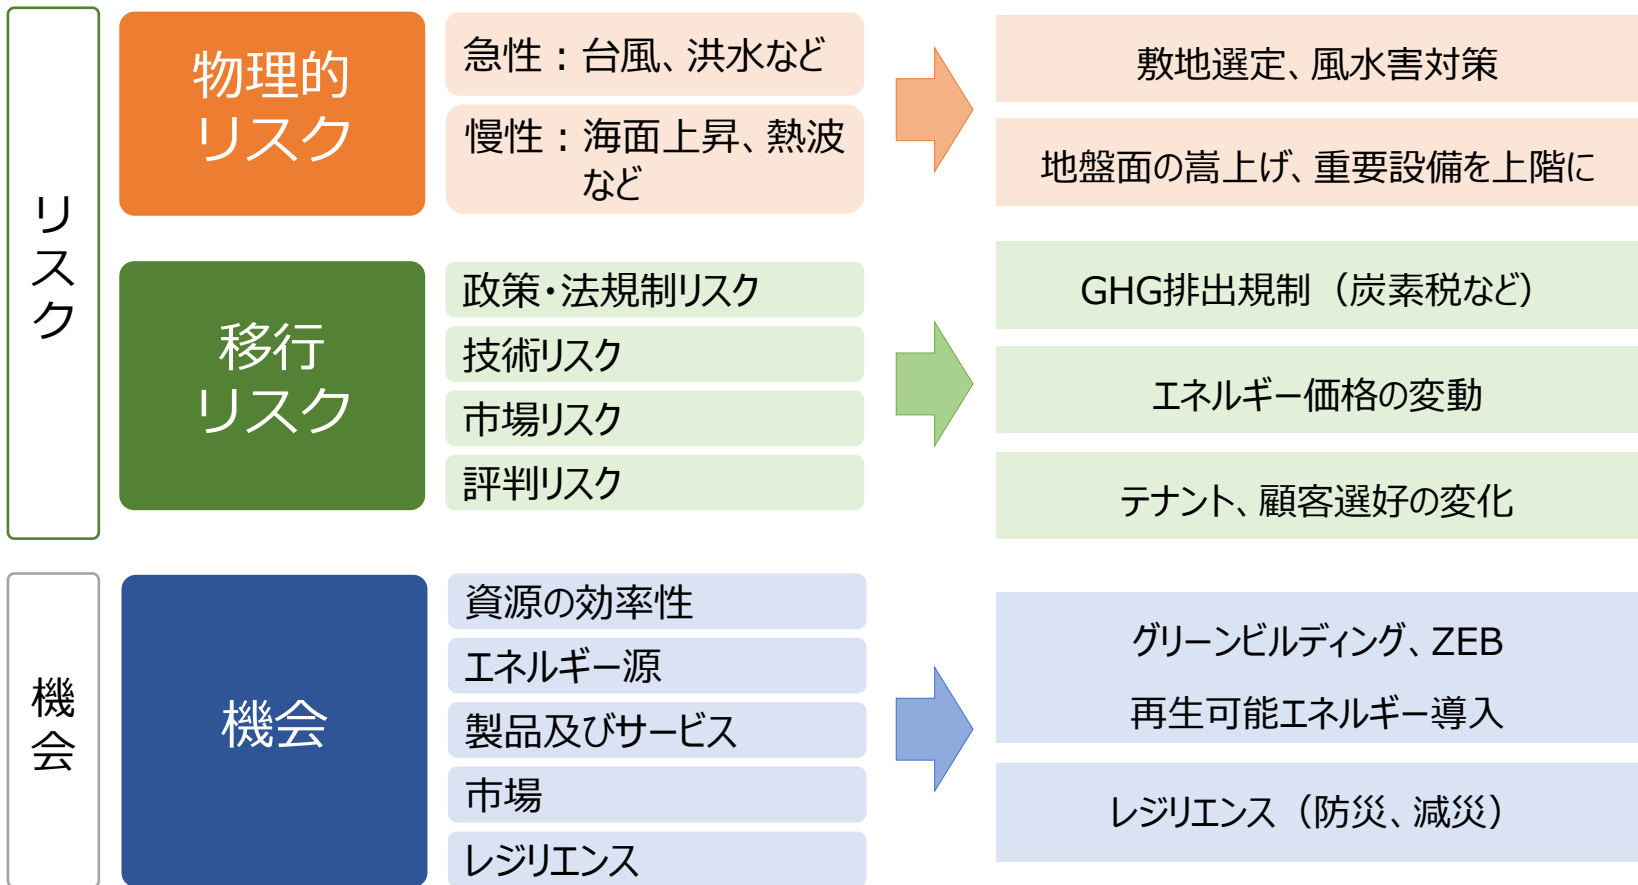 リスク
物理的
リスク
急性：台風、洪水など
慢性：海面上昇、熱波
など
敷地選定、風水害対策
地盤面の嵩上げ、重要設備を上階に
移行
リスク
政策・法規制リスク
技術リスク
市場リスク
評判リスク
GHG排出規制（炭素税など）
エネルギー価格の変動
テナント、顧客選好の変化
機会
機会
資源の効率性
エネルギー源
製品及びサービス
市場
レジリエンス
グリーンビルディング、ZEB
再生可能エネルギー導入
レジリエンス（防災、減災）